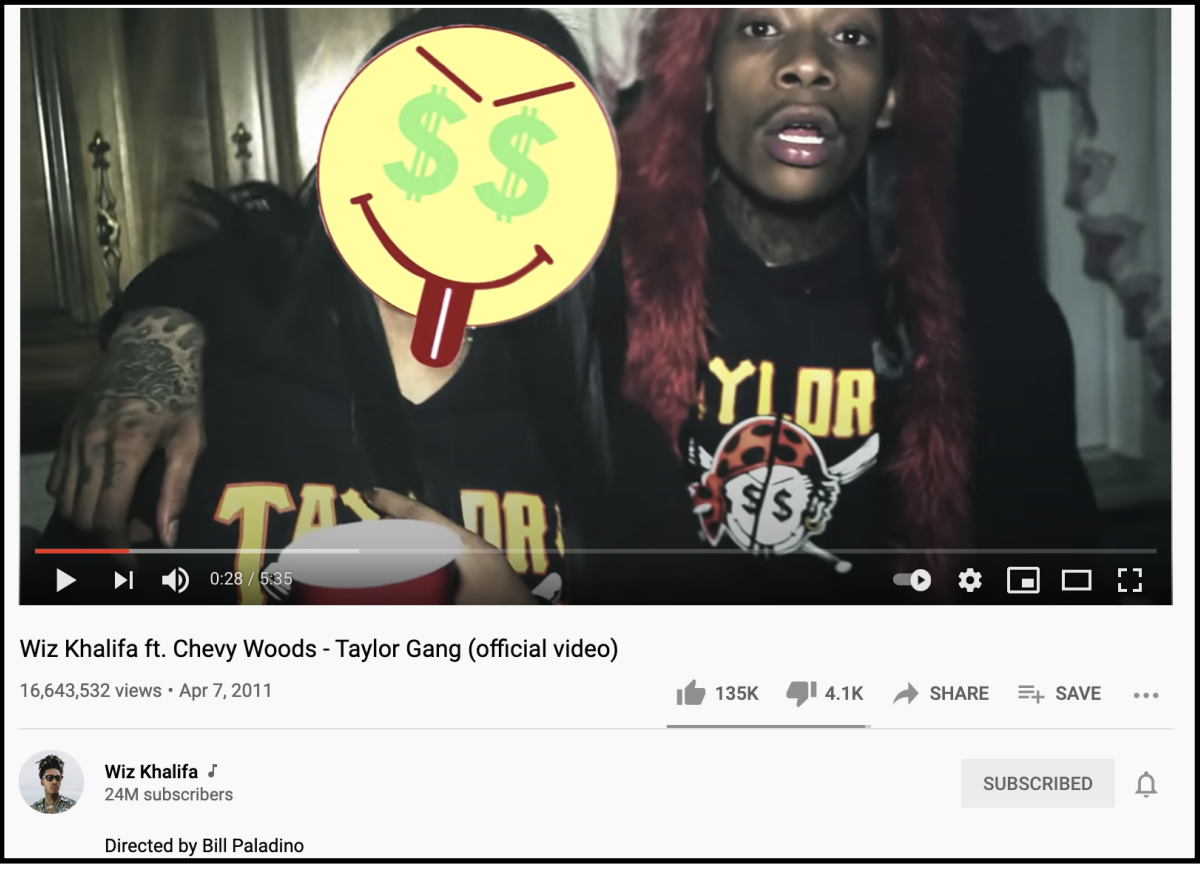 $ $
YLOR
TAY OR
$ $
0:28 / 5:35
Wiz Khalifa ft. Chevy Woods - Taylor Gang (official video)
16,643,532 views • Apr 7, 2011
135K 4.1K SHARE SAVE
Wiz Khalifa
24M subscribers
SUBSCRIBED
Directed by Bill Paladino